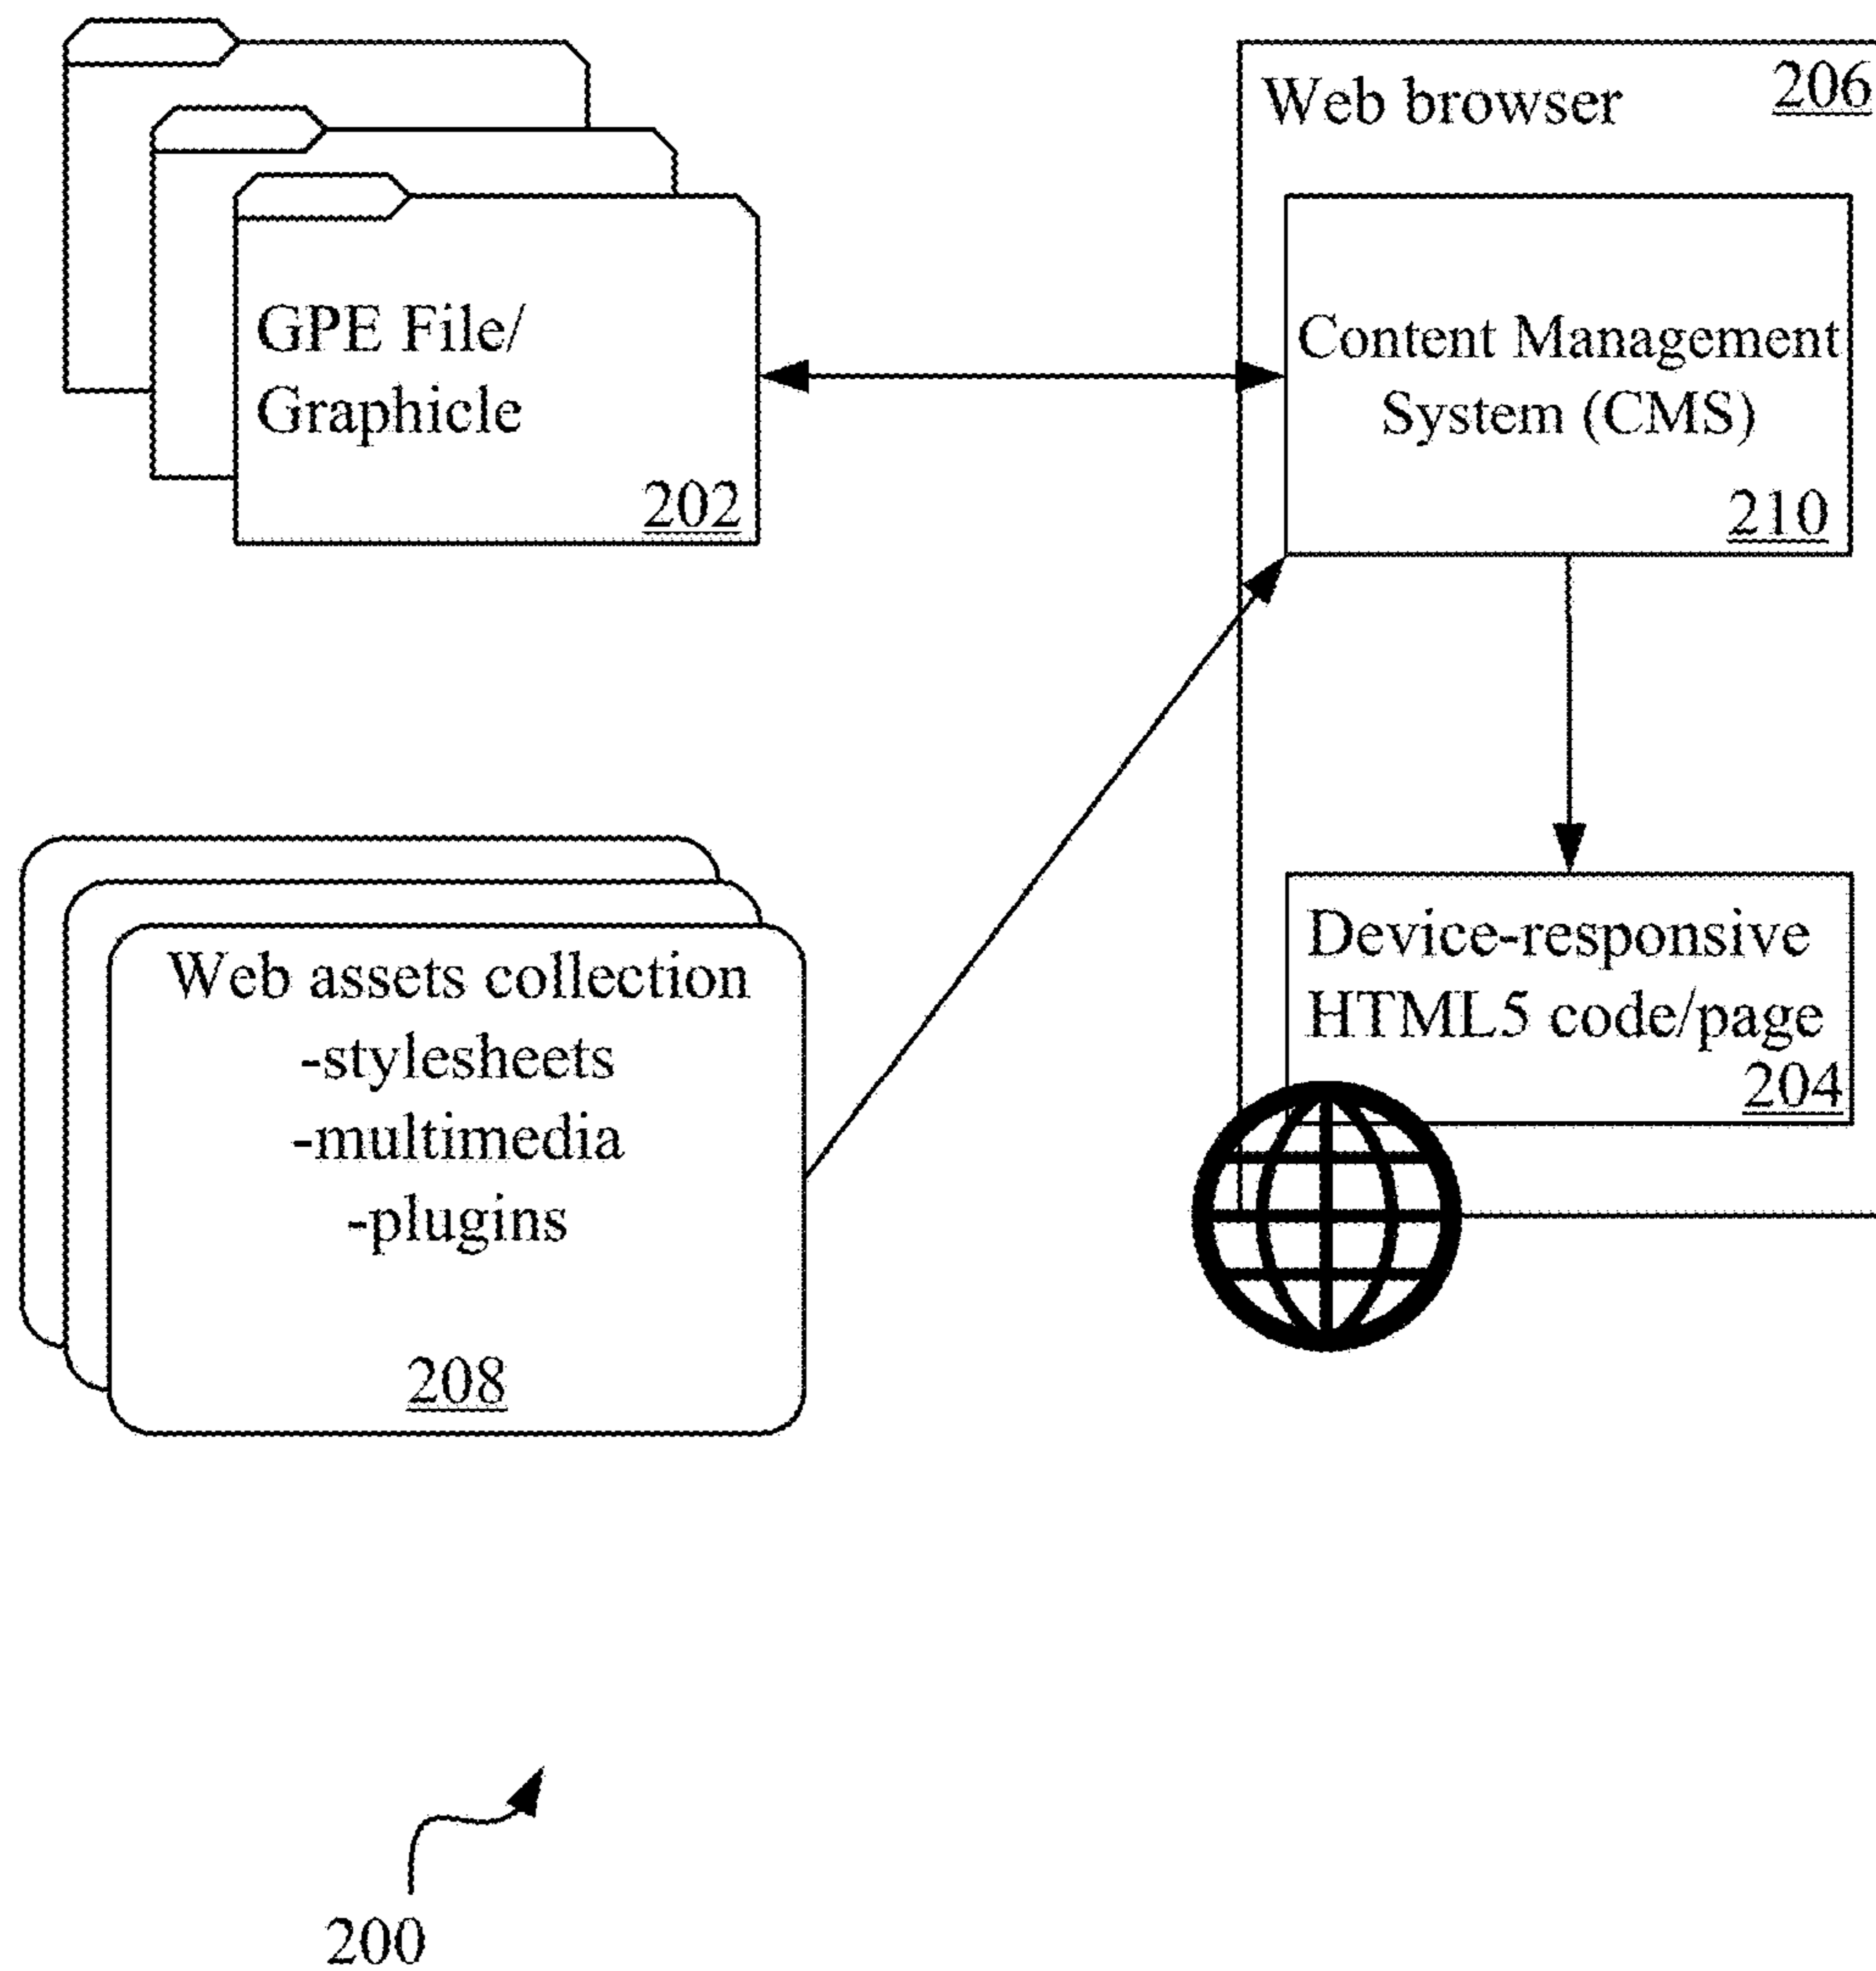 GPE File/
Graphicle
202
Web browser
206
Content Management
System (CMS)
210
Web assets collection
-stylesheets
-multimedia
-plugins
208
Device-responsive
HTML5 code/page
204
200